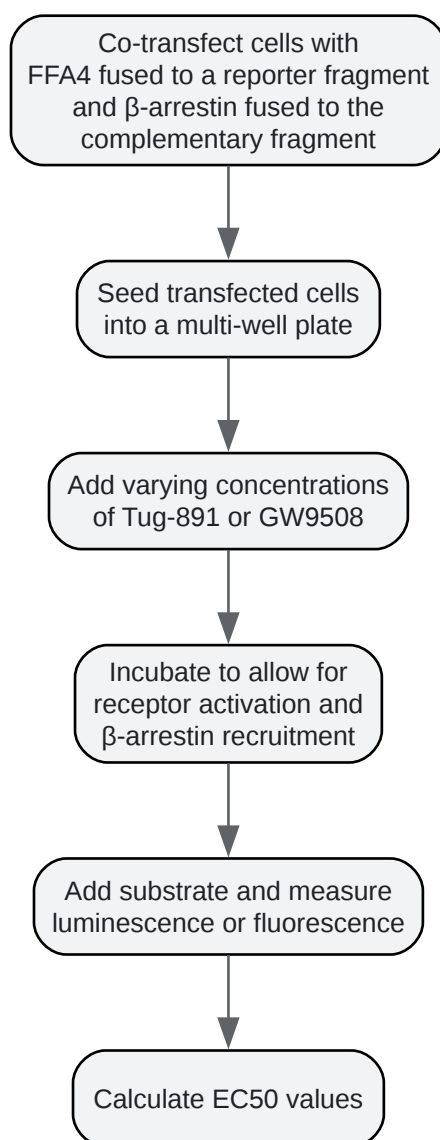 Co-transfect cells with
FFA4 fused to a reporter fragment
and β-arrestin fused to the
complementary fragment
Seed transfected cells
into a multi-well plate
Add varying concentrations
of Tug-891 or GW9508
Incubate to allow for
receptor activation and
β-arrestin recruitment
Add substrate and measure
luminescence or fluorescence
Calculate EC50 values